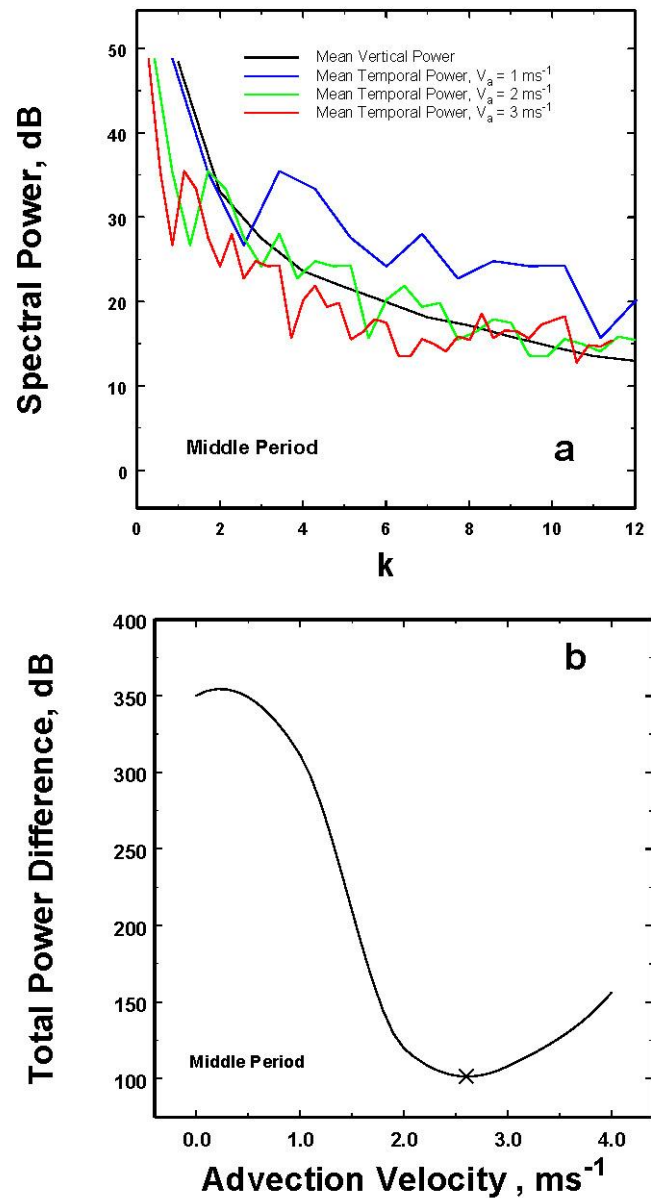 50
40
30
20
10
0
Spectral Power, dB
Mean Vertical Power
Mean Temporal Power, Va = 1 ms-1
Mean Temporal Power, Va = 2 ms-1
Mean Temporal Power, Va = 3 ms-1
Middle Period
a
0 2 4 6 8 10 12
k
400
350
300
250
200
150
100
Total Power Difference, dB
b
Middle Period
0.0 1.0 2.0 3.0 4.0
Advection Velocity , ms-1